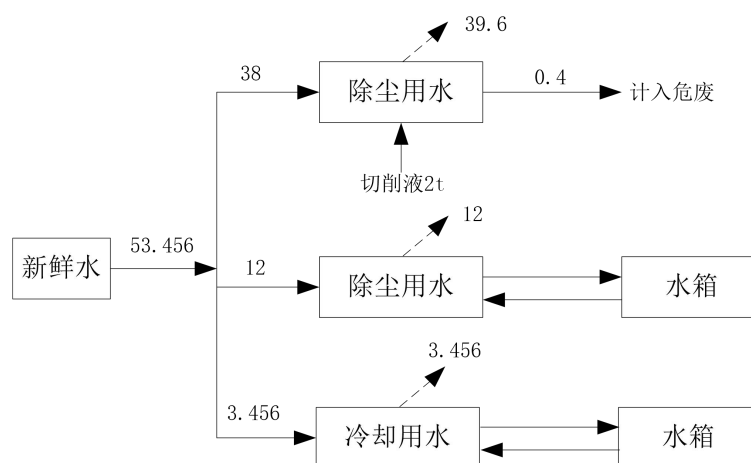 39.6
38
除尘用水
0.4
计入危废
切削液2t
12
53.456
新鲜水
12
除尘用水
水箱
3.456
3.456
冷却用水
水箱